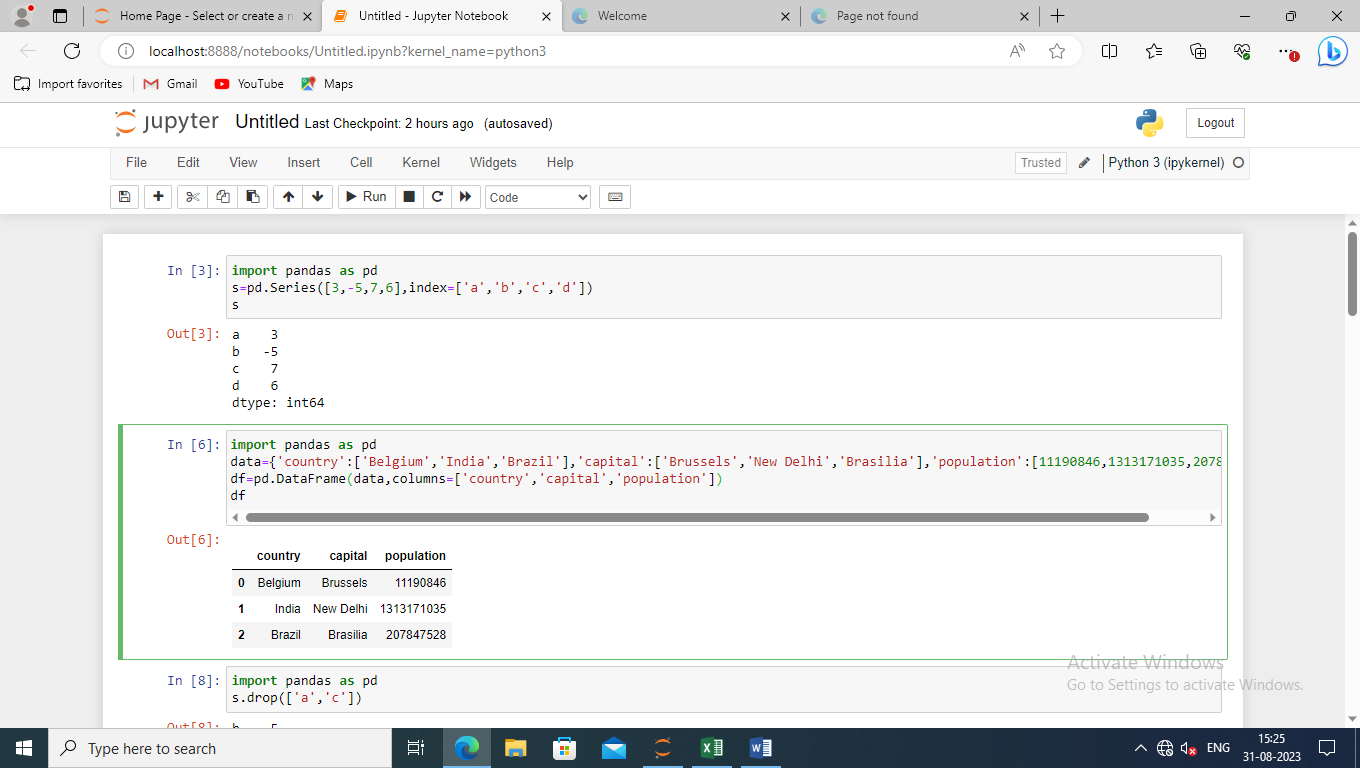 Home Page - Select or create a n
Untitled - Jupyter Notebook
Welcome
Page not found
localhost:8888/notebooks/Untitled.ipynb?kernel_name=python3
Import favorites
Gmail
YouTube
Maps
jupyter Untitled Last Checkpoint: 2 hours ago (autosaved)
Logout
File Edit View Insert Cell Kernel Widgets Help
Trusted
Python 3 (ipykernel)
Run
Code
In [3]: import pandas as pd
s=pd.Series([3,-5,7,6],index=['a','b','c','d'])
s
Out[3]: a 3
b -5
c 7
d 6
dtype: int64
In [6]: import pandas as pd
data={'country':['Belgium','India','Brazil'],'capital':['Brussels','New Delhi','Brasilia'],'population':[11190846,1313171035,2078
df=pd.DataFrame(data,columns=['country','capital','population'])
df
Out[6]:
country capital population
0 Belgium Brussels 11190846
1 India New Delhi 1313171035
2 Brazil Brasilia 207847528
In [8]: import pandas as pd
s.drop(['a','c'])
Activate Windows
Go to Settings to activate Windows.
Out[8]:
Type here to search
ENG
15:25
31-08-2023